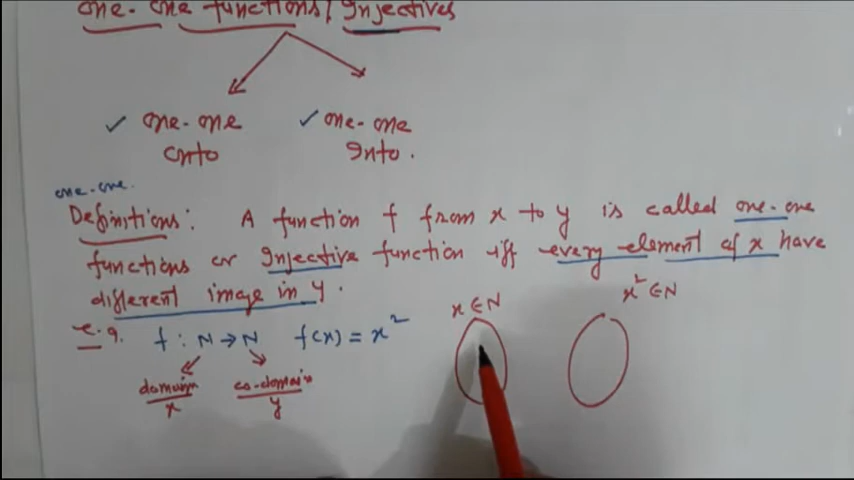 one-one functions/Injectives
one-one
onto
one-one
Into.
one-one.
Definitions: A function f from x to y is called one-one
functions or Injective function iff every element of x have
different image in y.
e.g. f : N → N f(x) = x²
x ∈ N
x² ∈ N
domain
x
co-domain
y